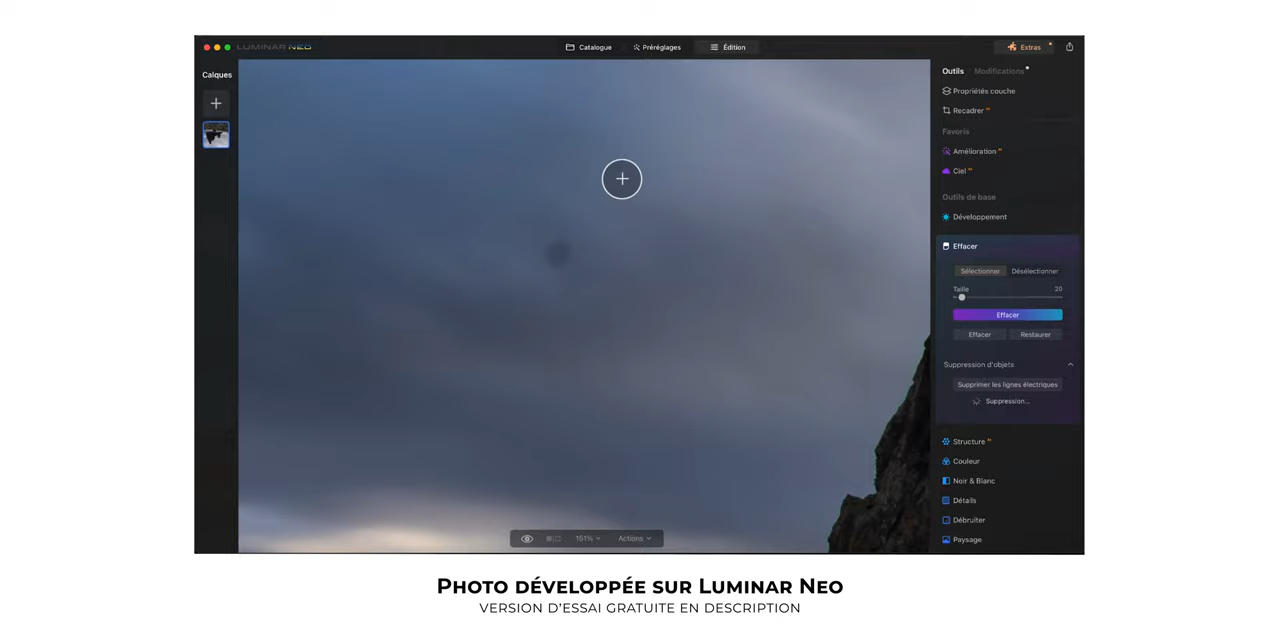 LUMINAR NEO
Catalogue
Préréglages
Édition
Extras
Calques
Outils Modifications
Propriétés couche
Recadrer
Favoris
Amélioration
Ciel
Outils de base
Développement
Effacer
Sélectionner Désélectionner
Taille 20
Effacer
Effacer Restaurer
Suppression d'objets
Supprimer les lignes électriques
Suppression...
Structure
Couleur
Noir & Blanc
Détails
Débruiter
Paysage
151% Actions
PHOTO DÉVELOPPÉE SUR LUMINAR NEO
VERSION D'ESSAI GRATUITE EN DESCRIPTION